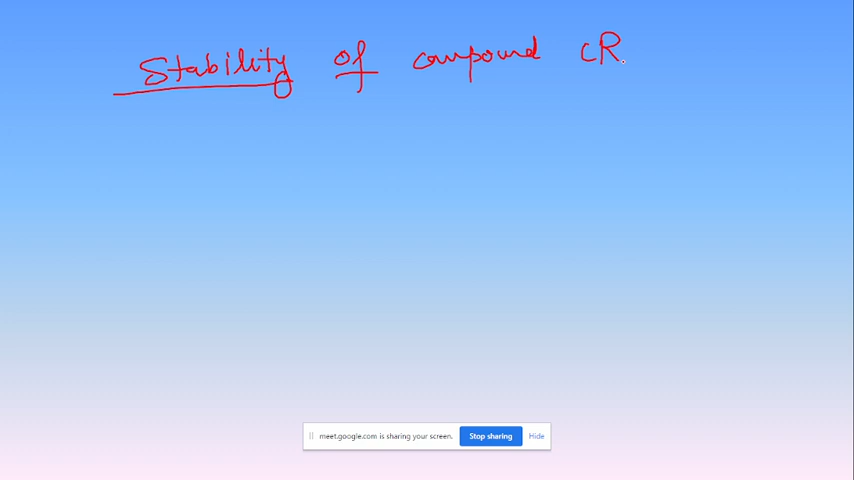 Stability of compound CR
meet.google.com is sharing your screen. Stop sharing Hide